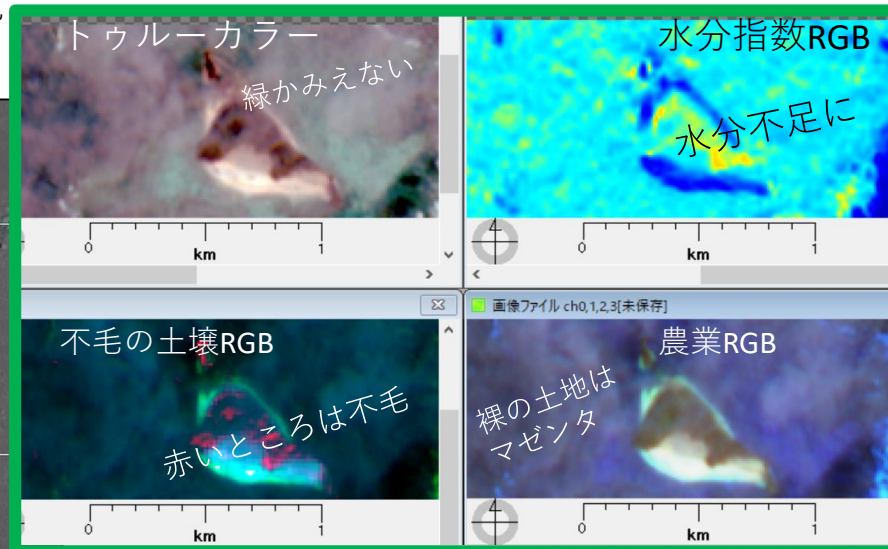 トゥルーカラー
緑かみえない
0 1
km
水分指数RGB
水分不足に
0 1
km
不毛の土壌RGB
赤いところは不毛
0 1
km
画像ファイル ch0,1,2,3[未保存]
農業RGB
裸の土地は
マゼンタ
0 1
km